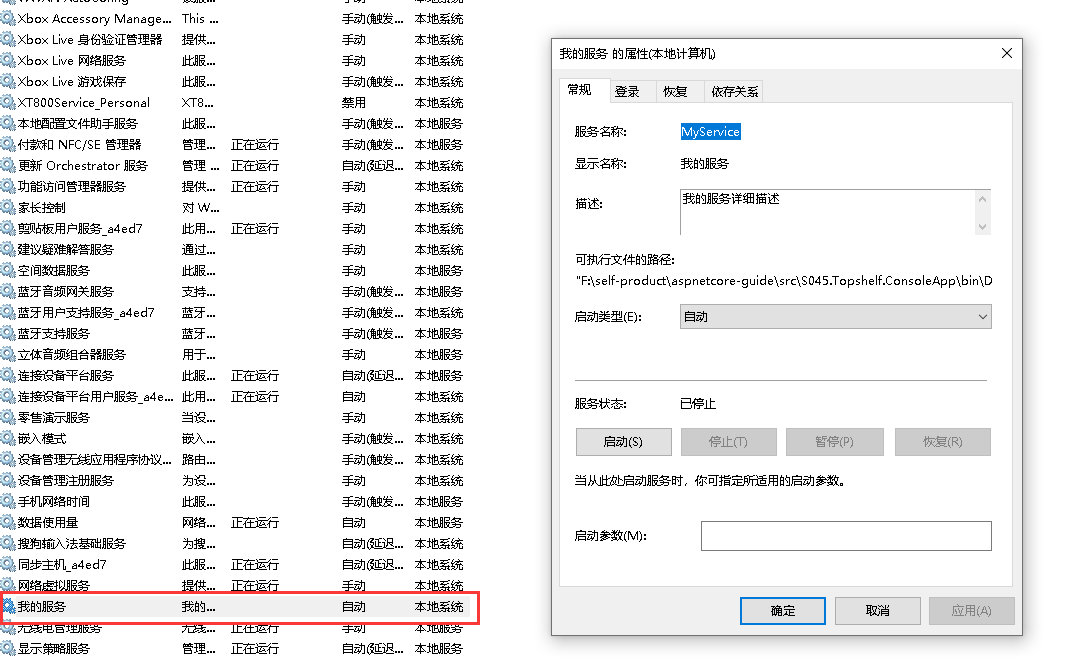 Xbox Accessory Manage... This ... 手动(触发... 本地系统
Xbox Live 身份验证管理器 提供... 手动 本地系统
Xbox Live 网络服务 此服... 手动 本地系统
Xbox Live 游戏保存 此服... 手动(触发... 本地系统
XT800Service_Personal XT8... 禁用 本地系统
本地配置文件助手服务 此服... 手动(触发... 本地服务
付款和 NFC/SE 管理器 管理... 正在运行 手动(触发... 本地服务
更新 Orchestrator 服务 管理 ... 正在运行 自动(延迟... 本地系统
功能访问管理器服务 提供... 正在运行 手动 本地系统
家长控制 对 W... 手动 本地系统
剪贴板用户服务_a4ed7 此用... 正在运行 手动 本地系统
建议疑难解答服务 通过... 手动 本地系统
空间数据服务 此服... 手动 本地服务
蓝牙音频网关服务 支持... 手动(触发... 本地服务
蓝牙用户支持服务_a4ed7 蓝牙... 手动(触发... 本地系统
蓝牙支持服务 蓝牙... 手动(触发... 本地服务
立体音频组合器服务 用于... 手动 本地服务
连接设备平台服务 此服... 正在运行 自动(延迟... 本地服务
连接设备平台用户服务_a4e... 此用... 正在运行 自动 本地系统
零售演示服务 当设... 手动 本地系统
嵌入模式 嵌入... 手动(触发... 本地系统
设备管理无线应用程序协议... 路由... 手动(触发... 本地系统
设备管理注册服务 为设... 手动 本地系统
手机网络时间 此服... 手动(触发... 本地服务
数据使用量 网络... 正在运行 自动 本地服务
搜狗输入法基础服务 为搜... 自动(延迟... 本地系统
同步主机_a4ed7 此服... 正在运行 自动(延迟... 本地系统
网络虚拟服务 提供... 正在运行 手动 本地系统
我的服务 我的... 自动 本地系统
无线电管理服务 无线... 正在运行 手动 本地服务
显示策略服务 管理... 正在运行 自动(延迟... 本地服务
我的服务 的属性(本地计算机)
常规 登录 恢复 依存关系
服务名称: MyService
显示名称: 我的服务
描述: 我的服务详细描述
可执行文件的路径:
"F:\self-product\aspnetcore-guide\src\S045.Topshelf.ConsoleApp\bin\D
启动类型(E): 自动
服务状态: 已停止
启动(S) 停止(T) 暂停(P) 恢复(R)
当从此处启动服务时，你可指定所适用的启动参数。
启动参数(M):
确定 取消 应用(A)